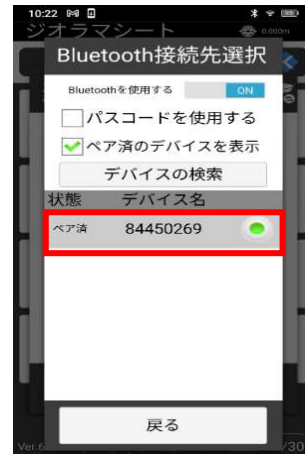 10:22
ジオラマシート
0.000m
Bluetooth接続先選択
Bluetoothを使用する ON
パスコードを使用する
ペア済のデバイスを表示
デバイスの検索
状態 デバイス名
ペア済 84450269
戻る
Ver.6
/30